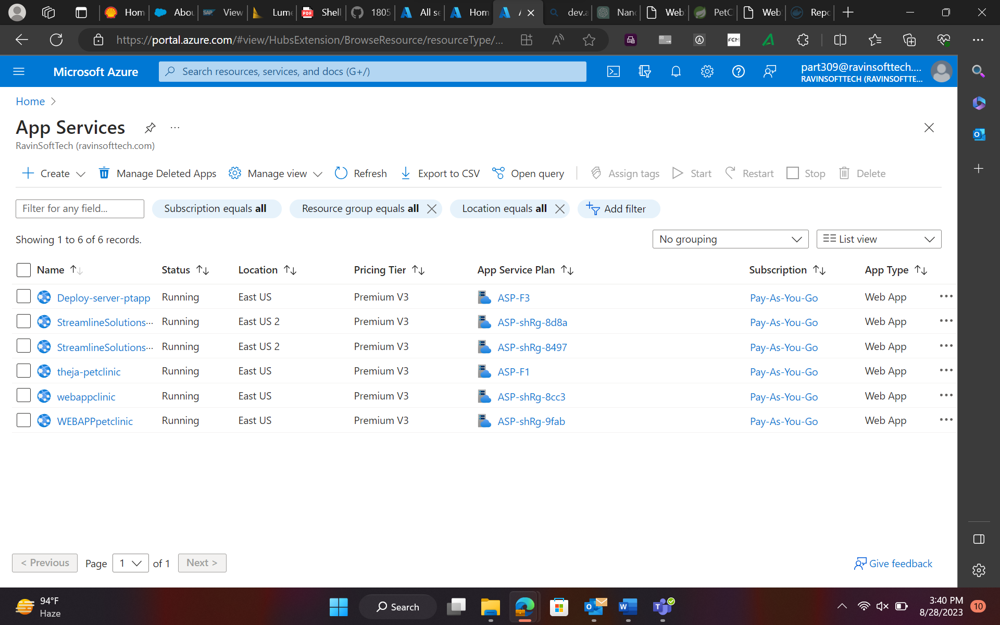 Hom
Abou
SAP View
Lume
PDF Shell
1805
All se
Hom
dev.a
Nanc
Web
PetCl
Web
Repo
https://portal.azure.com/#view/HubsExtension/BrowseResource/resourceType/...
FCM
Microsoft Azure
Search resources, services, and docs (G+/)
part309@ravinsofttech....
RAVINSOFTTECH (RAVINSOFTTE...
Home
App Services
RavinSoftTech (ravinsofttech.com)
Create Manage Deleted Apps Manage view Refresh Export to CSV Open query Assign tags Start Restart Stop Delete
Filter for any field... Subscription equals all Resource group equals all Location equals all Add filter
Showing 1 to 6 of 6 records. No grouping List view
Name Status Location Pricing Tier App Service Plan Subscription App Type
Deploy-server-ptapp Running East US Premium V3 ASP-F3 Pay-As-You-Go Web App
StreamlineSolutions... Running East US 2 Premium V3 ASP-shRg-8d8a Pay-As-You-Go Web App
StreamlineSolutions... Running East US 2 Premium V3 ASP-shRg-8497 Pay-As-You-Go Web App
theja-petclinic Running East US Premium V3 ASP-F1 Pay-As-You-Go Web App
webappclinic Running East US Premium V3 ASP-shRg-8cc3 Pay-As-You-Go Web App
WEBAPPpetclinic Running East US Premium V3 ASP-shRg-9fab Pay-As-You-Go Web App
< Previous Page 1 of 1 Next >
Give feedback
94°F
Haze
Search
3:40 PM
8/28/2023
10